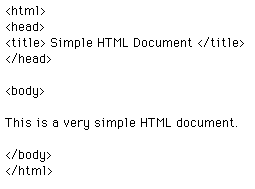 <html>
<head>
<title> Simple HTML Document </title>
</head>
<body>
This is a very simple HTML document.
</body>
</html>